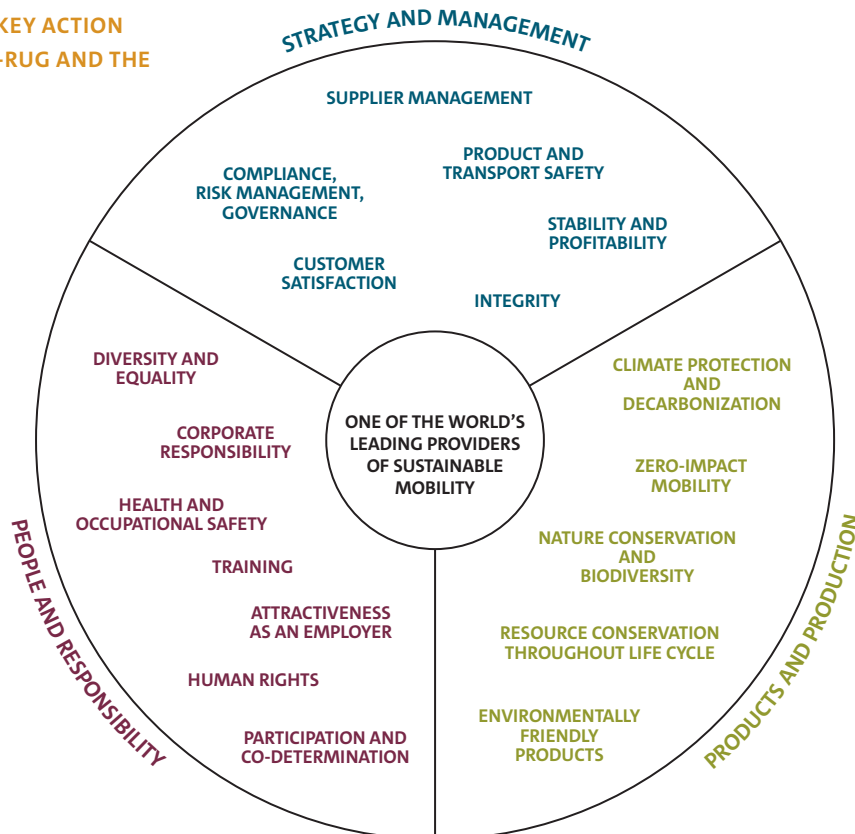 KEY ACTION
-RUG AND THE
STRATEGY AND MANAGEMENT
SUPPLIER MANAGEMENT
PRODUCT AND
TRANSPORT SAFETY
COMPLIANCE,
RISK MANAGEMENT,
GOVERNANCE
STABILITY AND
PROFITABILITY
CUSTOMER
SATISFACTION
INTEGRITY
DIVERSITY AND
EQUALITY
CORPORATE
RESPONSIBILITY
HEALTH AND
OCCUPATIONAL SAFETY
TRAINING
ATTRACTIVENESS
AS AN EMPLOYER
HUMAN RIGHTS
PARTICIPATION AND
CO-DETERMINATION
PEOPLE AND RESPONSIBILITY
ONE OF THE WORLD’S
LEADING PROVIDERS
OF SUSTAINABLE
MOBILITY
CLIMATE PROTECTION
AND
DECARBONIZATION
ZERO-IMPACT
MOBILITY
NATURE CONSERVATION
AND
BIODIVERSITY
RESOURCE CONSERVATION
THROUGHOUT LIFE CYCLE
ENVIRONMENTALLY
FRIENDLY
PRODUCTS
PRODUCTS AND PRODUCTION